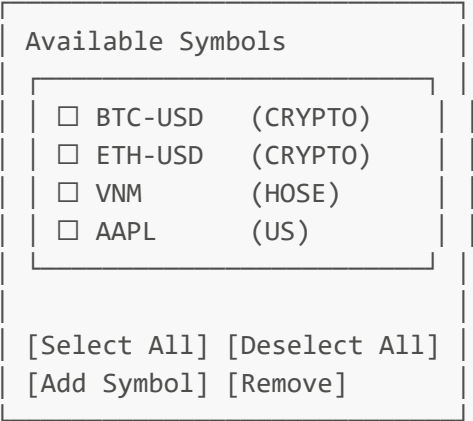 Available Symbols
☐ BTC-USD (CRYPTO)
☐ ETH-USD (CRYPTO)
☐ VNM (HOSE)
☐ AAPL (US)
[Select All] [Deselect All]
[Add Symbol] [Remove]